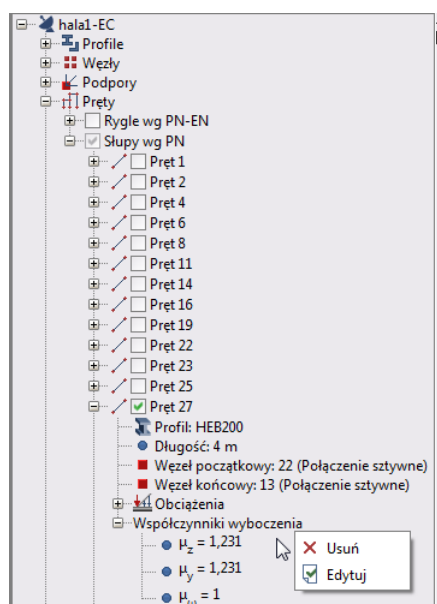 hala1-EC
Profile
Węzły
Podpory
Pręty
Rygle wg PN-EN
Słupy wg PN
Pręt 1
Pręt 2
Pręt 4
Pręt 6
Pręt 8
Pręt 11
Pręt 14
Pręt 16
Pręt 19
Pręt 22
Pręt 23
Pręt 25
Pręt 27
Profil: HEB200
Długość: 4 m
Węzeł początkowy: 22 (Połączenie sztywne)
Węzeł końcowy: 13 (Połączenie sztywne)
Obciążenia
Współczynniki wyboczenia
μz = 1,231
Usuń
μy = 1,231
Edytuj
μω = 1